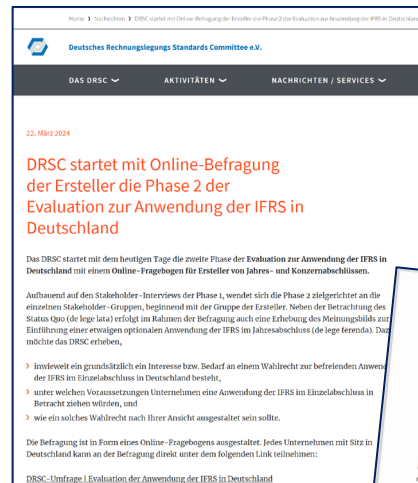 Home > Nachrichten > DRSC startet mit Online-Befragung der Ersteller die Phase 2 der Evaluation zur Anwendung der IFRS in Deutschland
Deutsches Rechnungslegungs Standards Committee e.V.
DAS DRSC AKTIVITÄTEN NACHRICHTEN / SERVICES
22. März 2024
DRSC startet mit Online-Befragung
der Ersteller die Phase 2 der
Evaluation zur Anwendung der IFRS in
Deutschland
Das DRSC startet mit dem heutigen Tage die zweite Phase der Evaluation zur Anwendung der IFRS in
Deutschland mit einem Online-Fragebogen für Ersteller von Jahres- und Konzernabschlüssen.
Aufbauend auf den Stakeholder-Interviews der Phase 1, wendet sich die Phase 2 zielgerichtet an die
einzelnen Stakeholder-Gruppen, beginnend mit der Gruppe der Ersteller. Neben der Betrachtung des
Status Quo (de lege lata) erfolgt im Rahmen der Befragung auch eine Erhebung des Meinungsbilds zur
Einführung einer etwaigen optionalen Anwendung der IFRS im Jahresabschluss (de lege ferenda). Daz
möchte das DRSC erheben,
> inwieweit ein grundsätzlich ein Interesse bzw. Bedarf an einem Wahlrecht zur befreienden Anwen
der IFRS im Einzelabschluss in Deutschland besteht,
> unter welchen Voraussetzungen Unternehmen eine Anwendung der IFRS im Einzelabschluss in
Betracht ziehen würden, und
> wie ein solches Wahlrecht nach Ihrer Ansicht ausgestaltet sein sollte.
Die Befragung ist in Form eines Online-Fragebogens ausgestaltet. Jedes Unternehmen mit Sitz in
Deutschland kann an der Befragung direkt unter dem folgenden Link teilnehmen:
DRSC-Umfrage | Evaluation der Anwendung der IFRS in Deutschland